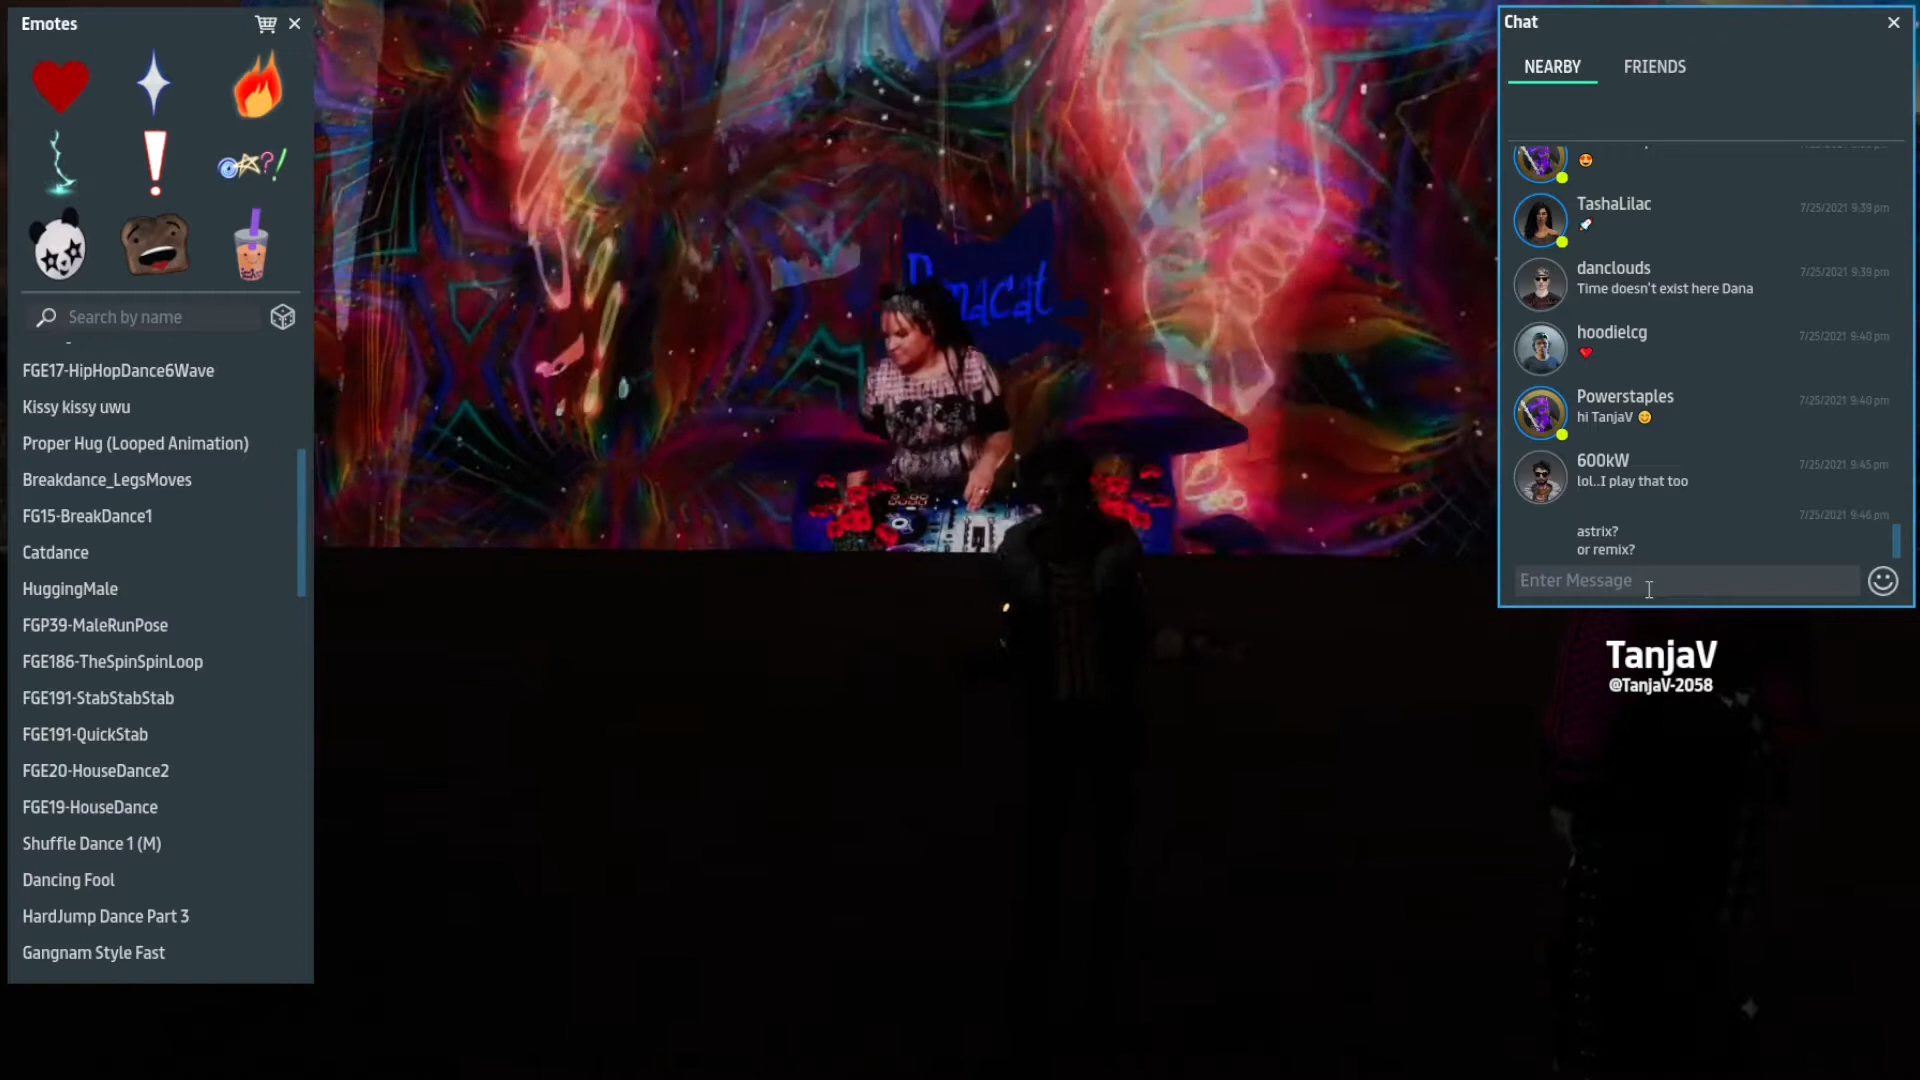 Emotes
Search by name
FGE17-HipHopDance6Wave
Kissy kissy uwu
Proper Hug (Looped Animation)
Breakdance_LegsMoves
FG15-BreakDance1
Catdance
HuggingMale
FGP39-MaleRunPose
FGE186-TheSpinSpinLoop
FGE191-StabStabStab
FGE191-QuickStab
FGE20-HouseDance2
FGE19-HouseDance
Shuffle Dance 1 (M)
Dancing Fool
HardJump Dance Part 3
Gangnam Style Fast
Chat
NEARBY FRIENDS
TashaLilac 7/25/2021 9:39 pm
danclouds 7/25/2021 9:39 pm
Time doesn't exist here Dana
hoodielcg 7/25/2021 9:40 pm
Powerstaples 7/25/2021 9:40 pm
hi TanjaV 😊
600kW 7/25/2021 9:45 pm
lol..I play that too
7/25/2021 9:46 pm
astrix?
or remix?
Enter Message
TanjaV
@TanjaV-2058